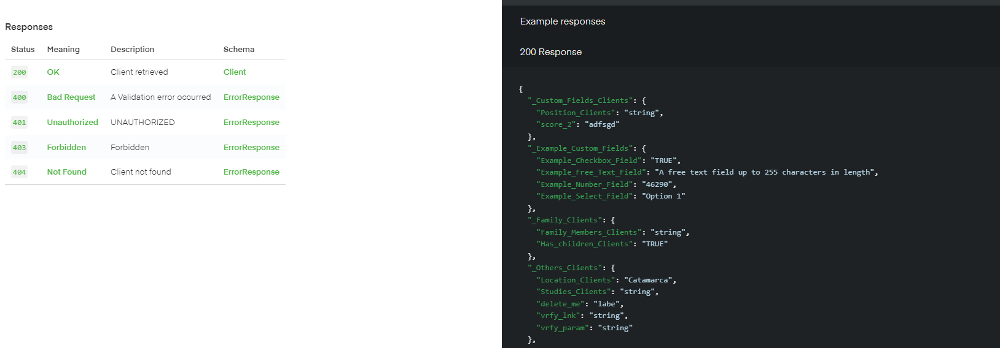 Responses
Status Meaning Description Schema
200 OK Client retrieved Client
400 Bad Request A Validation error occurred ErrorResponse
401 Unauthorized UNAUTHORIZED ErrorResponse
403 Forbidden Forbidden ErrorResponse
404 Not Found Client not found ErrorResponse
Example responses
200 Response
{
  "_Custom_Fields_Clients": {
    "Position_Clients": "string",
    "score_2": "adfsgd"
  },
  "_Example_Custom_Fields": {
    "Example_Checkbox_Field": "TRUE",
    "Example_Free_Text_Field": "A free text field up to 255 characters in length",
    "Example_Number_Field": "46290",
    "Example_Select_Field": "Option 1"
  },
  "_Family_Clients": {
    "Family_Members_Clients": "string",
    "Has_children_Clients": "TRUE"
  },
  "_Others_Clients": {
    "Location_Clients": "Catamarca",
    "Studies_Clients": "string",
    "delete_me": "labe",
    "vrfy_lnk": "string",
    "vrfy_param": "string"
  },